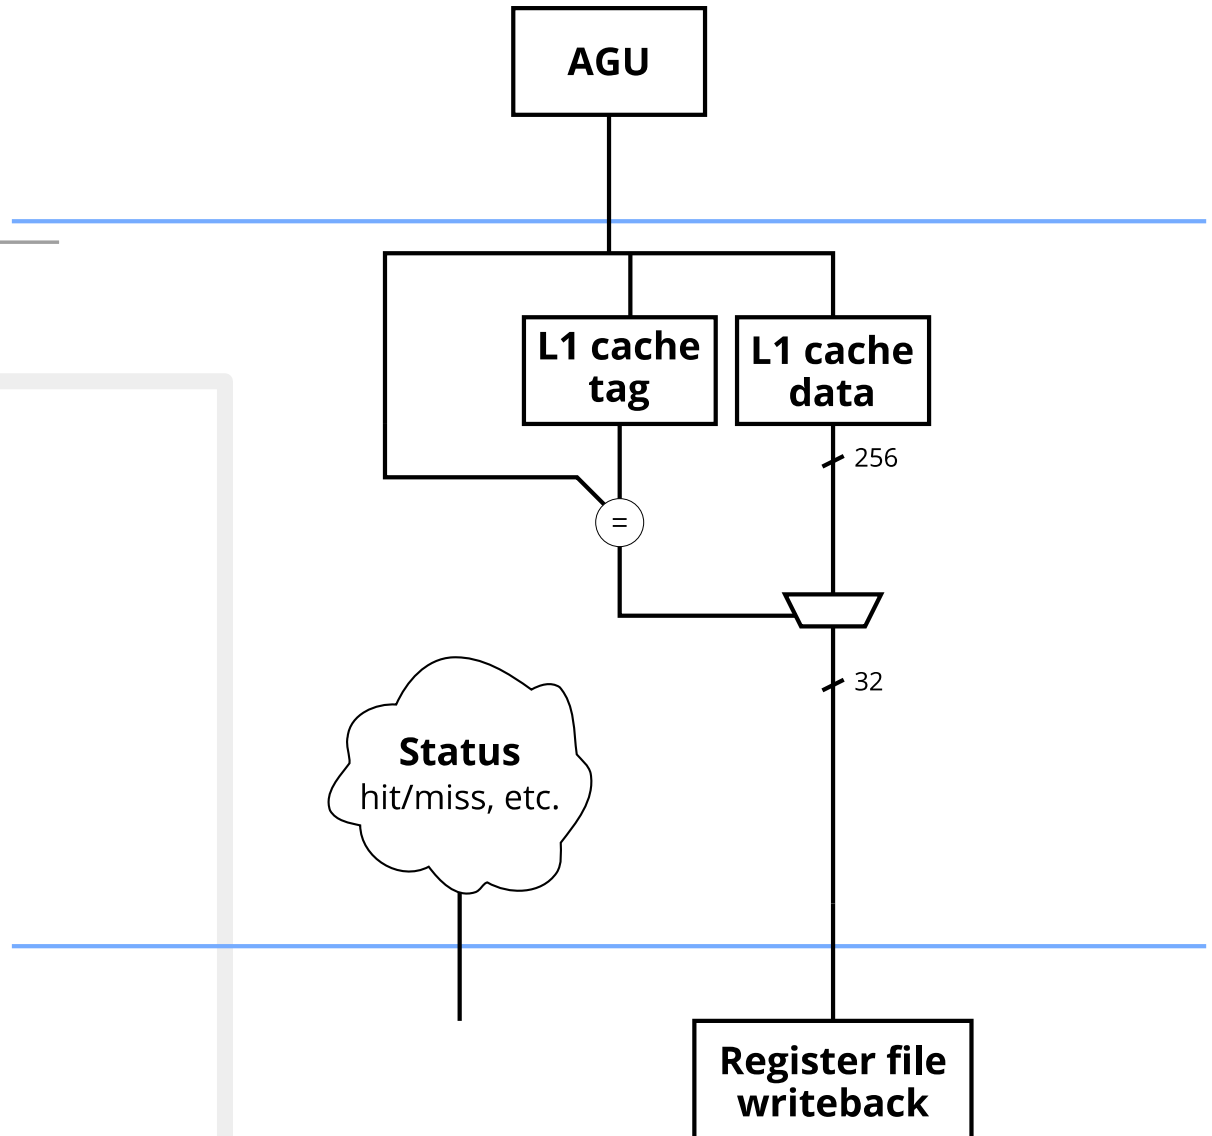 AGU
L1 cache
tag
L1 cache
data
256
=
32
Status
hit/miss, etc.
Register file
writeback